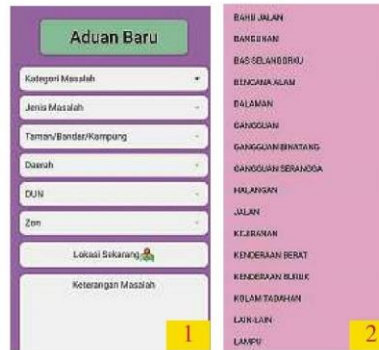 Aduan Baru
Kategori Masalah
Jenis Masalah
Taman/Bandar/Kampung
Daerah
DUN
Zon
Lokasi Sekarang
Keterangan Masalah
1
BAHU JALAN
BANGUNAN
BAS SELANGORKU
BENCANA ALAM
DALAMAN
GANGGUAN
GANGGUAN BINATANG
GANGGUAN SERANGGA
HALANGAN
JALAN
KEJIRANAN
KENDERAAN BERAT
KENDERAAN BURUK
KOLAM TADAHAN
LAIN-LAIN
LAMPU
2